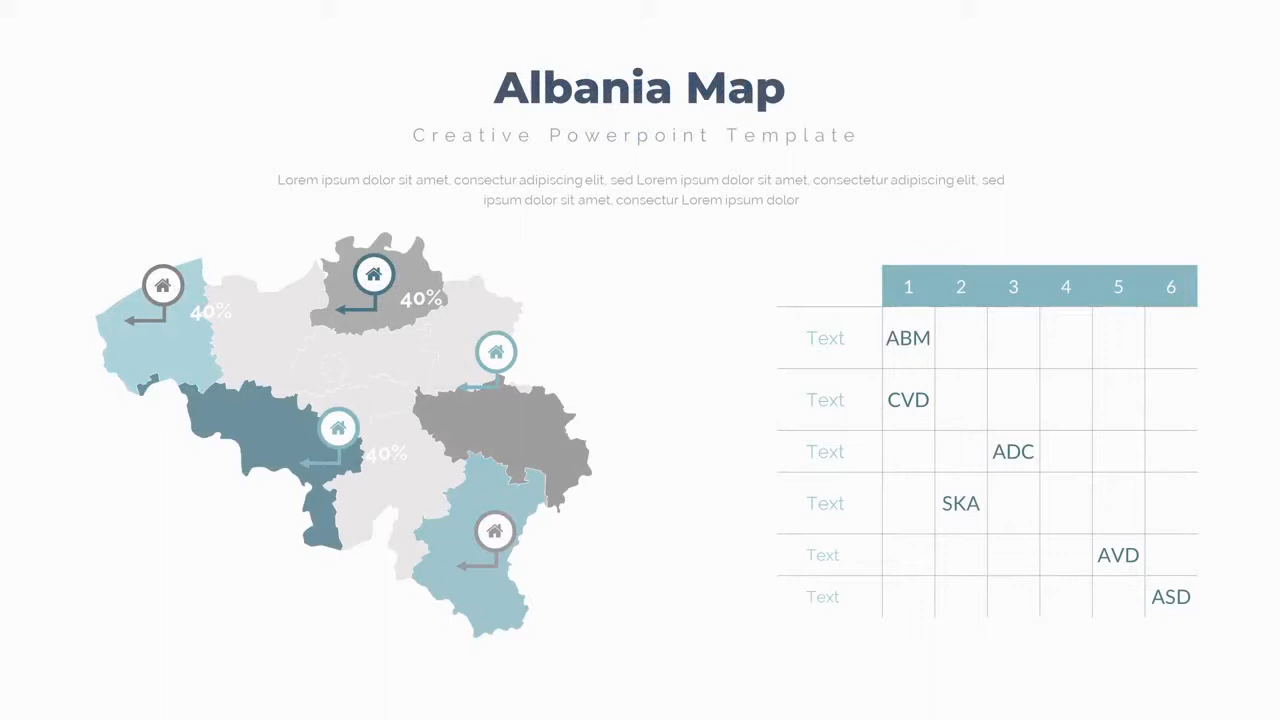 Albania Map
Creative Powerpoint Template
Lorem ipsum dolor sit amet, consectur adipiscing elit, sed Lorem ipsum dolor sit amet, consectetur adipiscing elit, sed
ipsum dolor sit amet, consectur Lorem ipsum dolor
40%
40%
40%
1 2 3 4 5 6
Text ABM
Text CVD
Text ADC
Text SKA
Text AVD
Text ASD